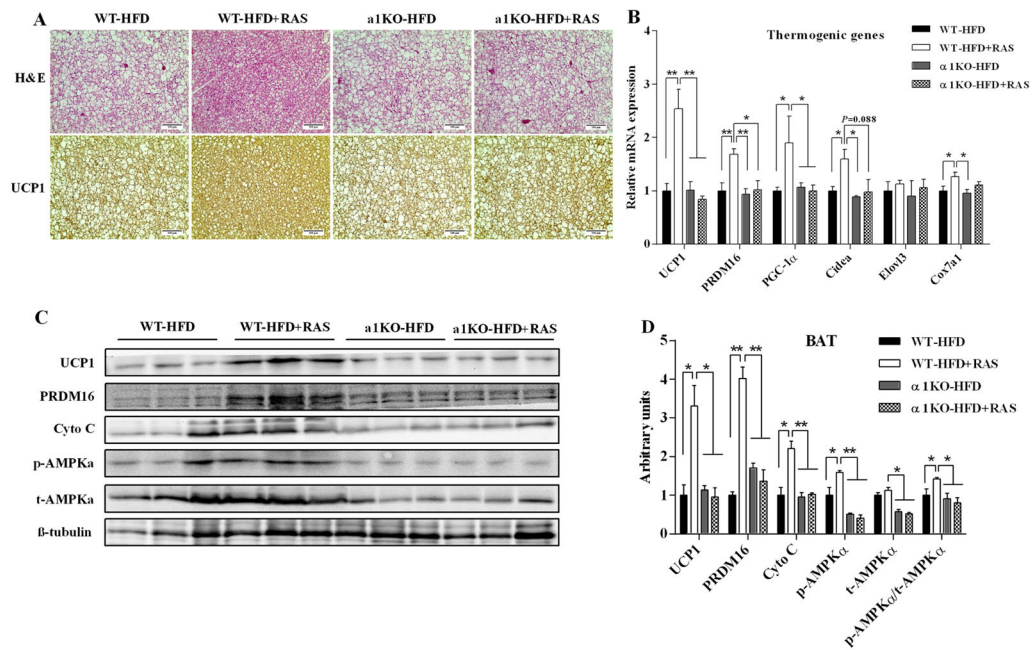 A
WT-HFD WT-HFD+RAS a1KO-HFD a1KO-HFD+RAS
H&E
UCP1
B
Thermogenic genes
WT-HFD
WT-HFD+RAS
α1KO-HFD
α1KO-HFD+RAS
Relative mRNA expression
4
3
2
1
0
** **
** ** *
* *
* * P=0.088
* *
UCP1 PRDM16 PGC-1α Cidea Elovl3 Cox7a1
C
WT-HFD WT-HFD+RAS a1KO-HFD a1KO-HFD+RAS
UCP1
PRDM16
Cyto C
p-AMPKa
t-AMPKa
ß-tubulin
D
BAT
WT-HFD
WT-HFD+RAS
α1KO-HFD
α1KO-HFD+RAS
Arbitrary units
5
4
3
2
1
0
* *
** **
* **
* **
*
* *
UCP1 PRDM16 Cyto C p-AMPKα t-AMPKα p-AMPKα/t-AMPKα